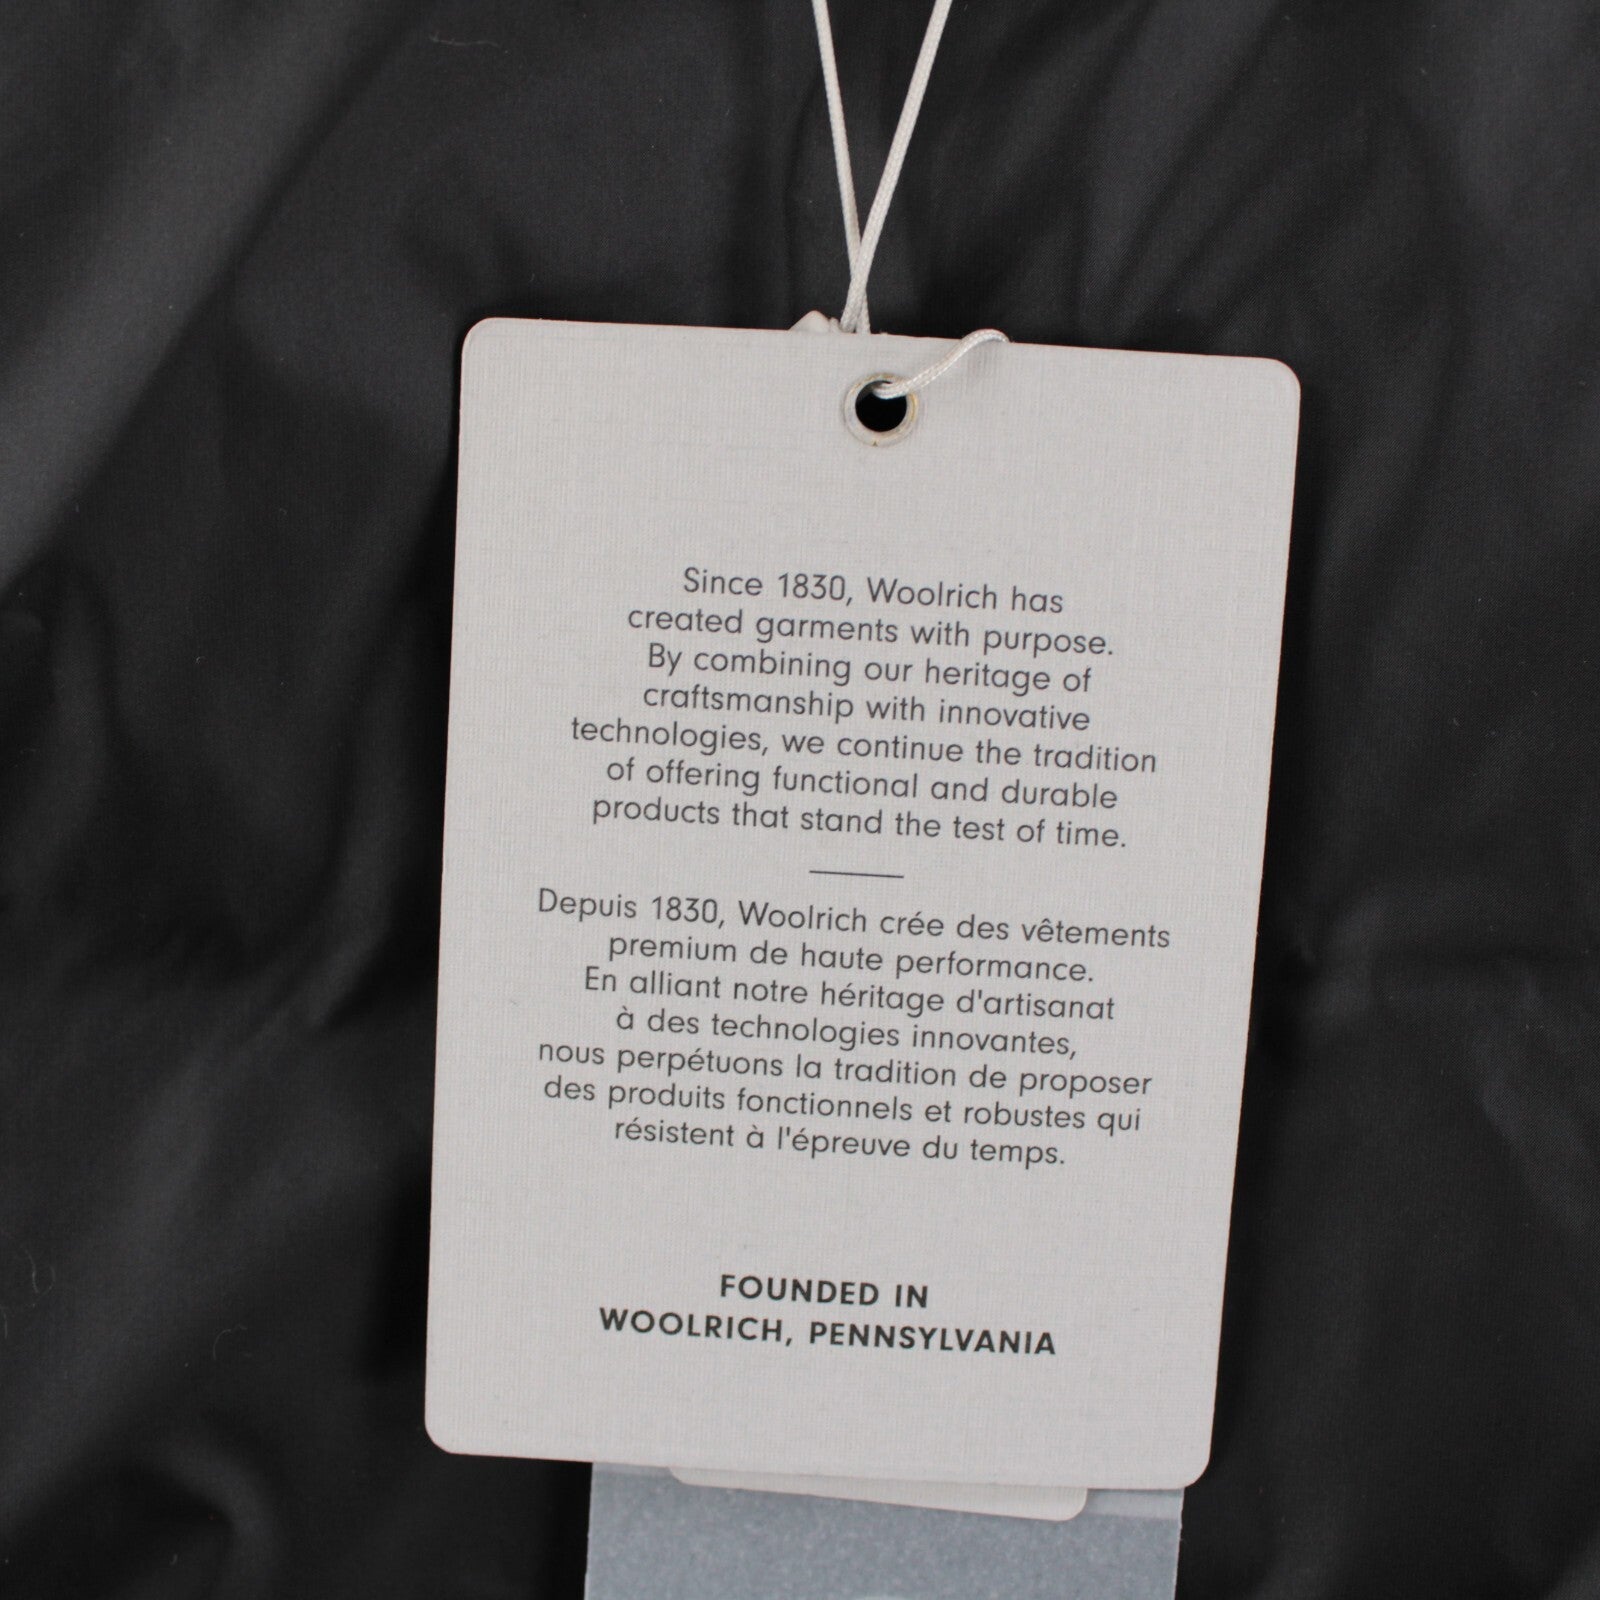 Since 1830, Woolrich has
created garments with purpose.
By combining our heritage of
craftsmanship with innovative
technologies, we continue the tradition
of offering functional and durable
products that stand the test of time.
Depuis 1830, Woolrich crée des vêtements
premium de haute performance.
En alliant notre héritage d'artisanat
à des technologies innovantes,
nous perpétuons la tradition de proposer
des produits fonctionnels et robustes qui
résistent à l'épreuve du temps.
FOUNDED IN
WOOLRICH, PENNSYLVANIA